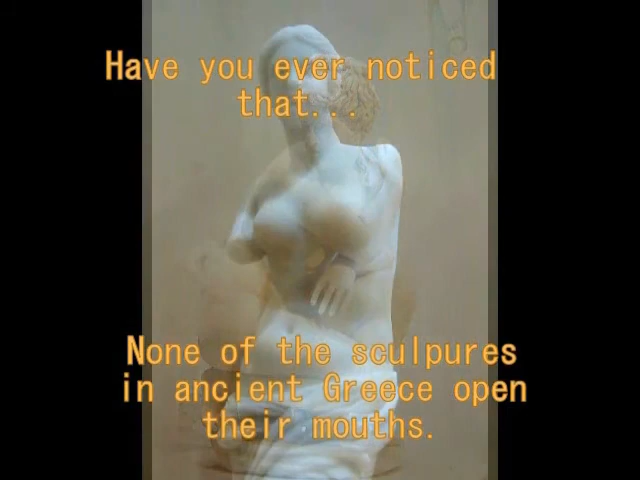 Have you ever noticed
that...
None of the sculpures
in ancient Greece open
their mouths.